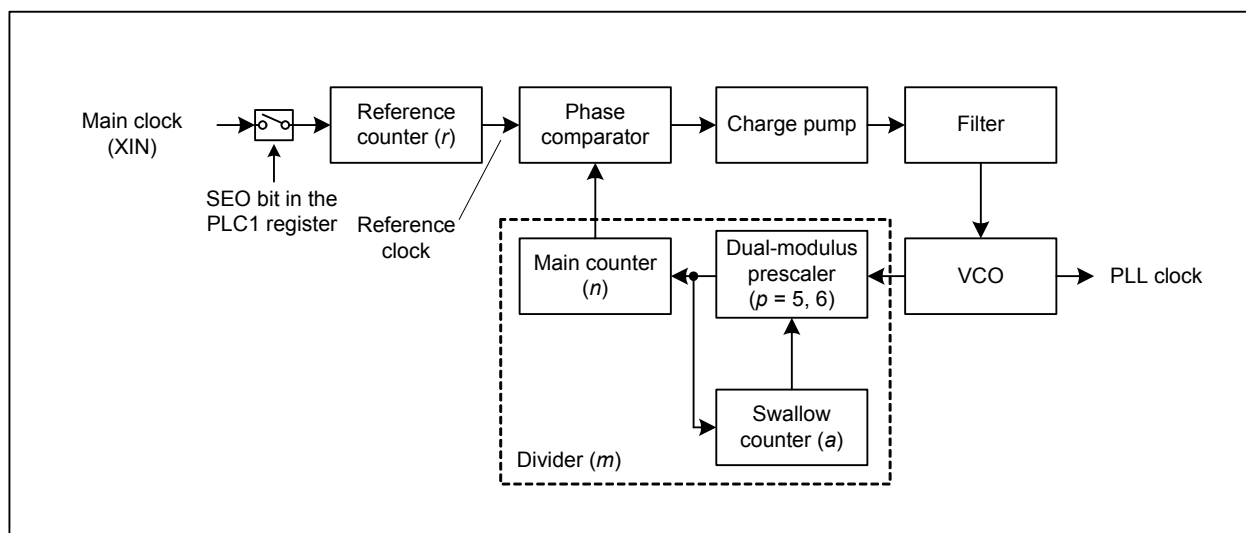 Main clock
(XIN)
SEO bit in the
PLC1 register
Reference
counter (r)
Reference
clock
Phase
comparator
Charge pump
Filter
Main counter
(n)
Dual-modulus
prescaler
(p = 5, 6)
VCO
PLL clock
Swallow
counter (a)
Divider (m)